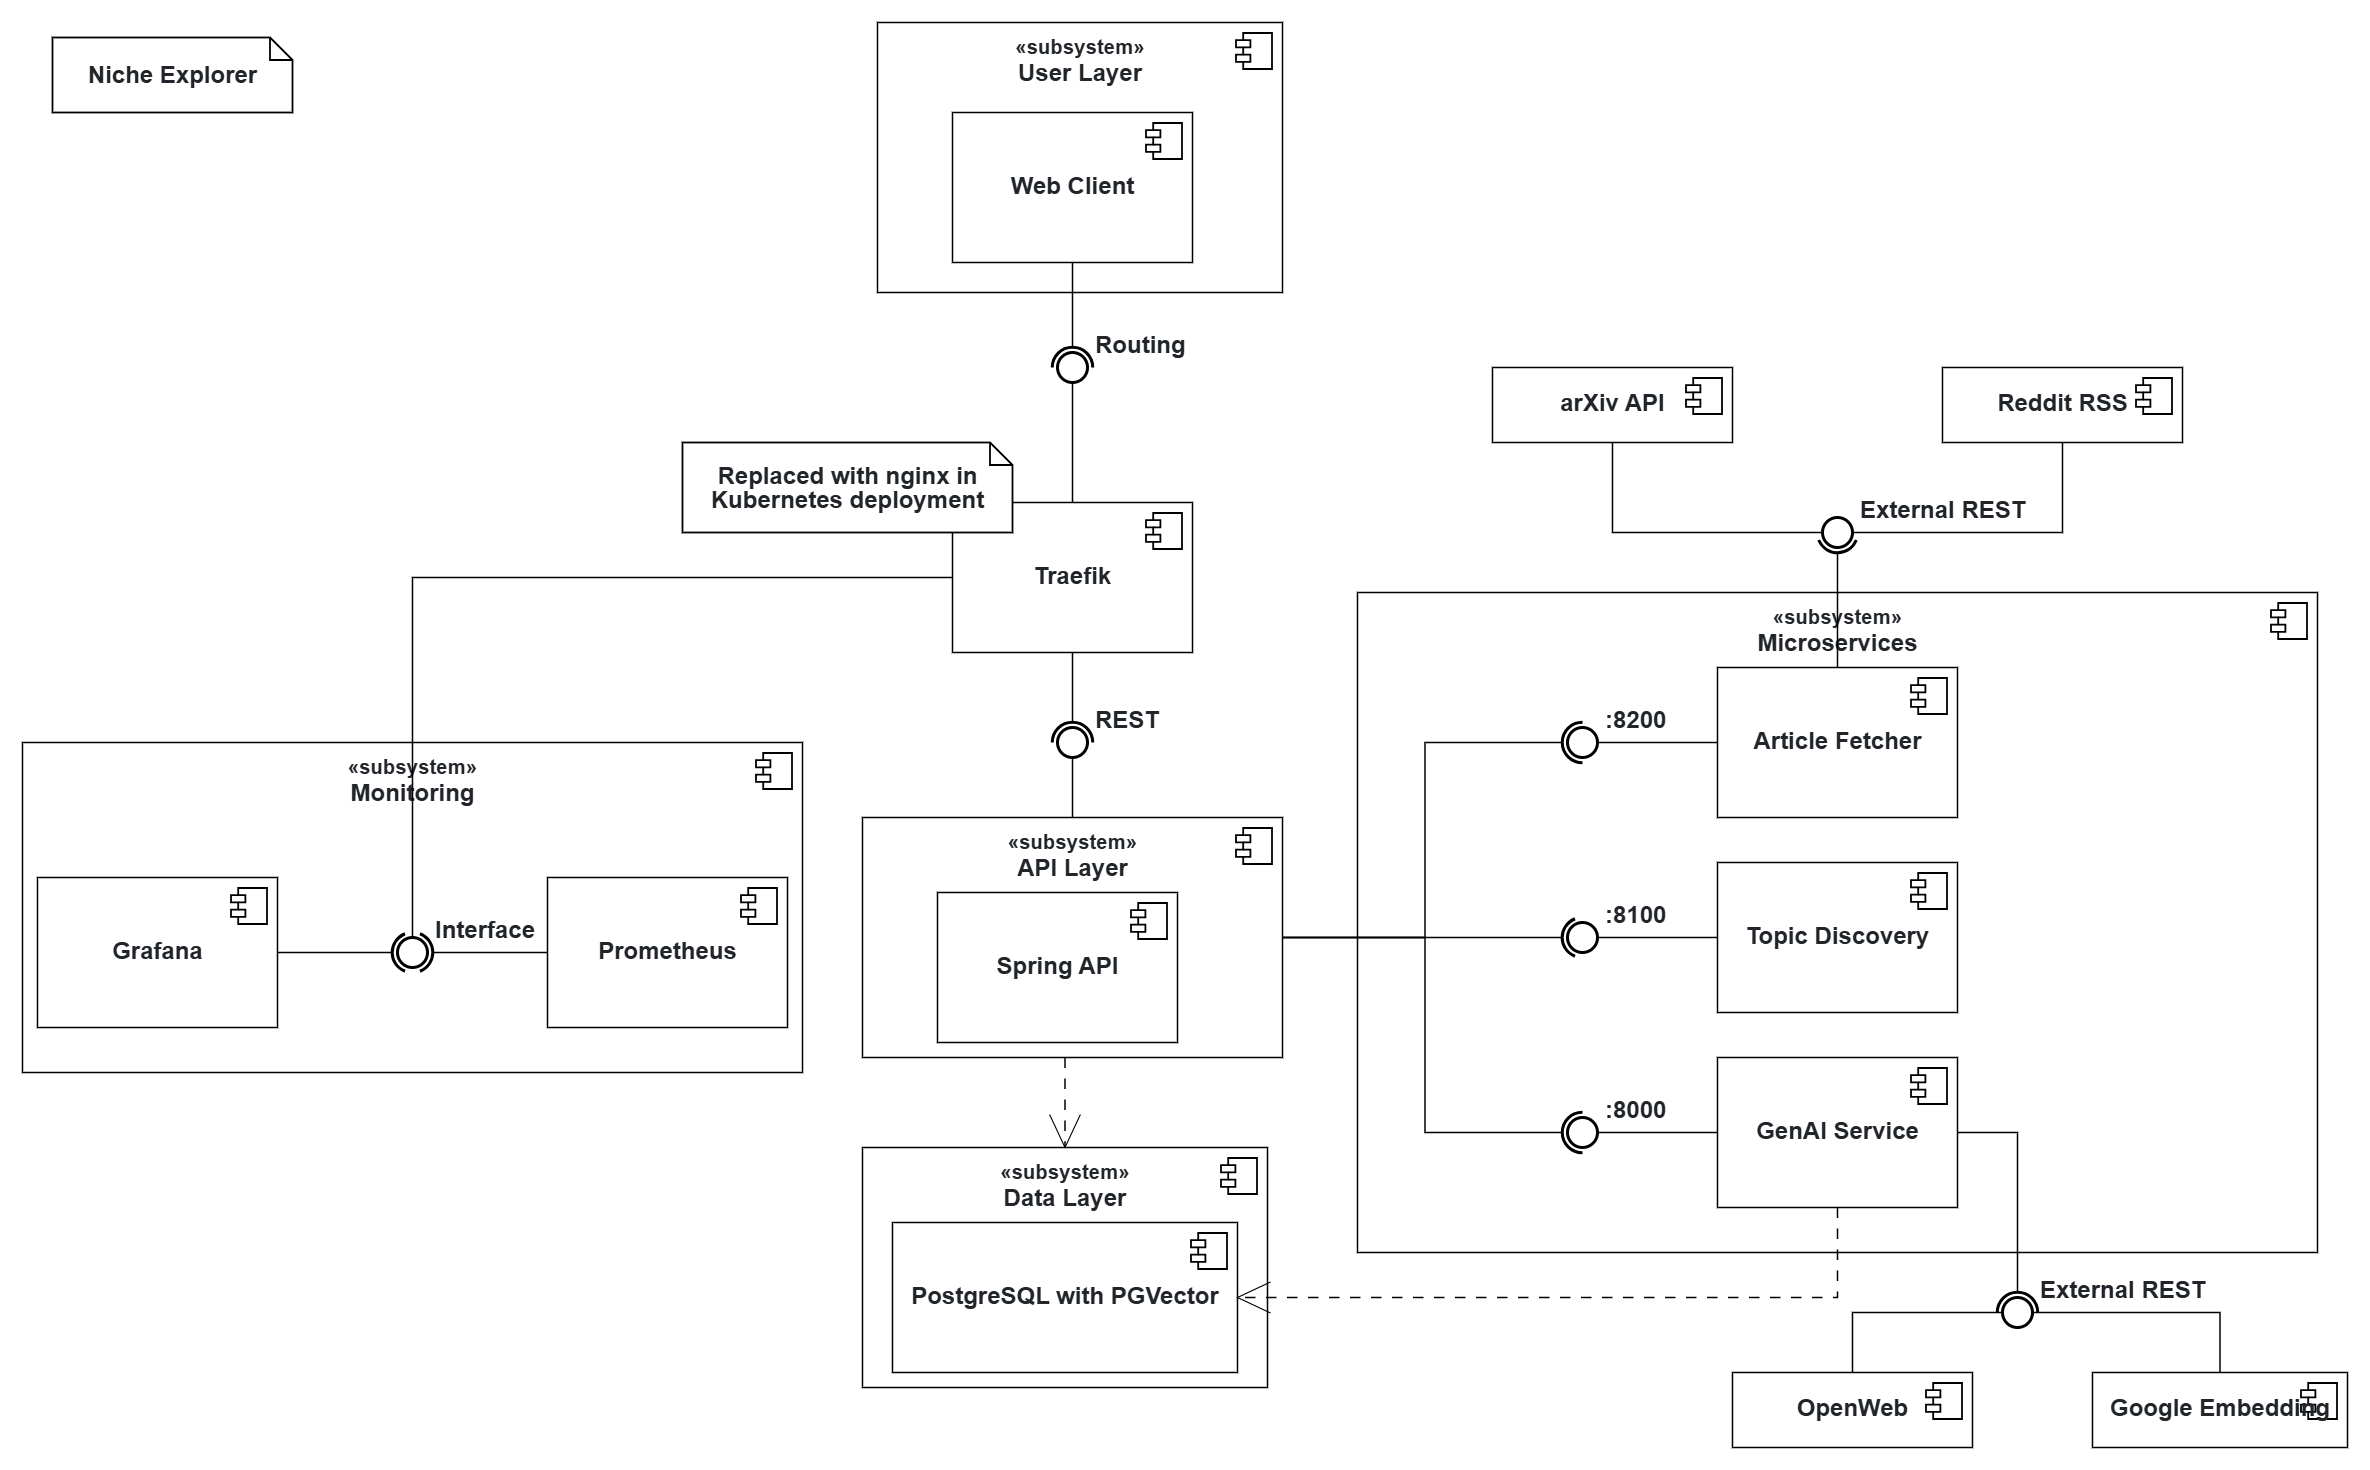 Niche Explorer
«subsystem»
User Layer
Web Client
Routing
Replaced with nginx in
Kubernetes deployment
Traefik
REST
arXiv API
Reddit RSS
External REST
«subsystem»
Monitoring
Grafana
Interface
Prometheus
«subsystem»
API Layer
Spring API
«subsystem»
Microservices
:8200
Article Fetcher
:8100
Topic Discovery
:8000
GenAI Service
«subsystem»
Data Layer
PostgreSQL with PGVector
External REST
OpenWeb
Google Embedding